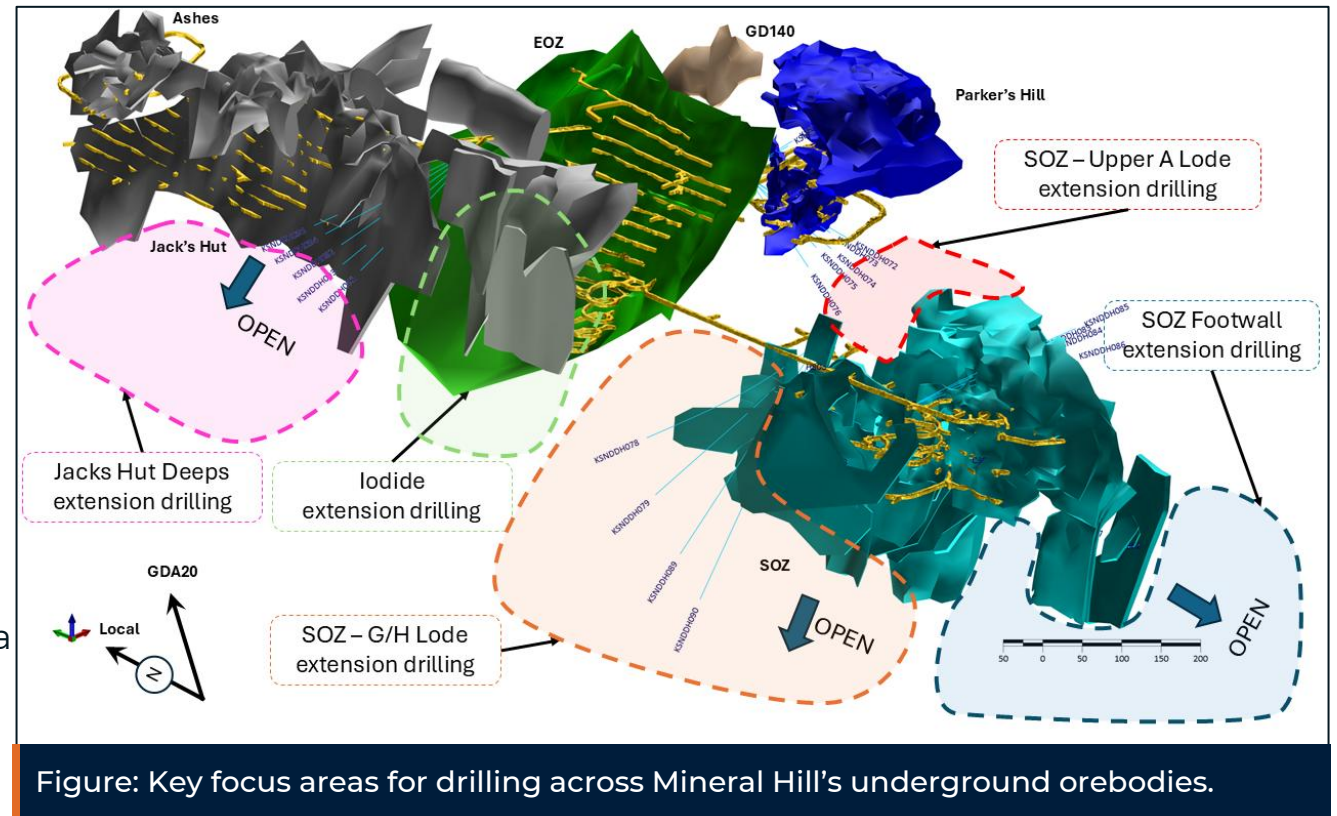 Ashes
EOZ
GD140
Parker's Hill
SOZ – Upper A Lode
extension drilling
Jack's Hut
OPEN
KSNDDH072
KSNDDH074
KSNDDH075
KSNDDH076
KSNDDH085
KSNDDH086
SOZ Footwall
extension drilling
Jacks Hut Deeps
extension drilling
Iodide
extension drilling
KSNDDH078
KSNDDH079
KSNDDH089
KSNDDH090
SOZ
OPEN
OPEN
GDA20
Local
N
a
SOZ – G/H Lode
extension drilling
50 0 50 100 150 200
Figure: Key focus areas for drilling across Mineral Hill's underground orebodies.